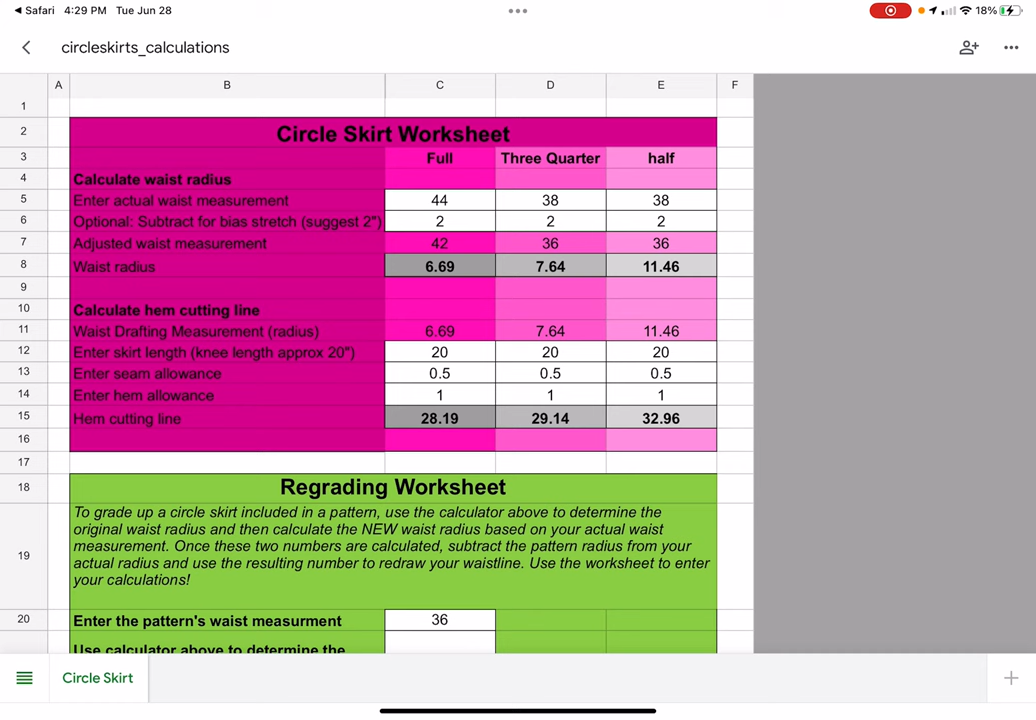 ◀ Safari 4:29 PM Tue Jun 28 18%
circleskirts_calculations
A B C D E F
1
2 Circle Skirt Worksheet
3 Full Three Quarter half
4 Calculate waist radius
5 Enter actual waist measurement 44 38 38
6 Optional: Subtract for bias stretch (suggest 2") 2 2 2
7 Adjusted waist measurement 42 36 36
8 Waist radius 6.69 7.64 11.46
9
10 Calculate hem cutting line
11 Waist Drafting Measurement (radius) 6.69 7.64 11.46
12 Enter skirt length (knee length approx 20") 20 20 20
13 Enter seam allowance 0.5 0.5 0.5
14 Enter hem allowance 1 1 1
15 Hem cutting line 28.19 29.14 32.96
16
17
18 Regrading Worksheet
To grade up a circle skirt included in a pattern, use the calculator above to determine the
original waist radius and then calculate the NEW waist radius based on your actual waist
19 measurement. Once these two numbers are calculated, subtract the pattern radius from your
actual radius and use the resulting number to redraw your waistline. Use the worksheet to enter
your calculations!
20 Enter the pattern's waist measurment 36
Use calculator above to determine the
Circle Skirt